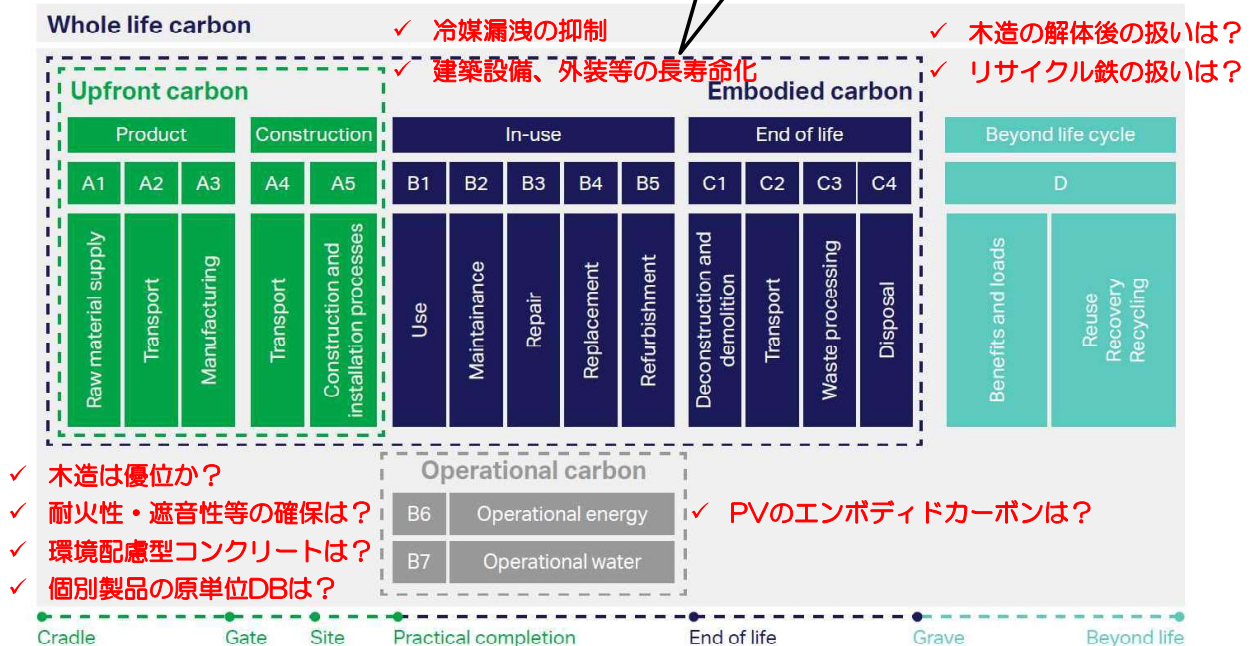 Whole life carbon
✓ 冷媒漏洩の抑制
✓ 建築設備、外装等の長寿命化
✓ 木造の解体後の扱いは？
✓ リサイクル鉄の扱いは？
Upfront carbon
Embodied carbon
Product
Construction
In-use
End of life
Beyond life cycle
A1
A2
A3
A4
A5
B1
B2
B3
B4
B5
C1
C2
C3
C4
D
Raw material supply
Transport
Manufacturing
Transport
Construction and
installation processes
Use
Maintainance
Repair
Replacement
Refurbishment
Deconstruction and
demolition
Transport
Waste processing
Disposal
Benefits and loads
Reuse
Recovery
Recycling
✓ 木造は優位か？
✓ 耐火性・遮音性等の確保は？
✓ 環境配慮型コンクリートは？
✓ 個別製品の原単位DBは？
Operational carbon
B6 Operational energy
B7 Operational water
✓ PVのエンボディドカーボンは？
Cradle
Gate
Site
Practical completion
End of life
Grave
Beyond life